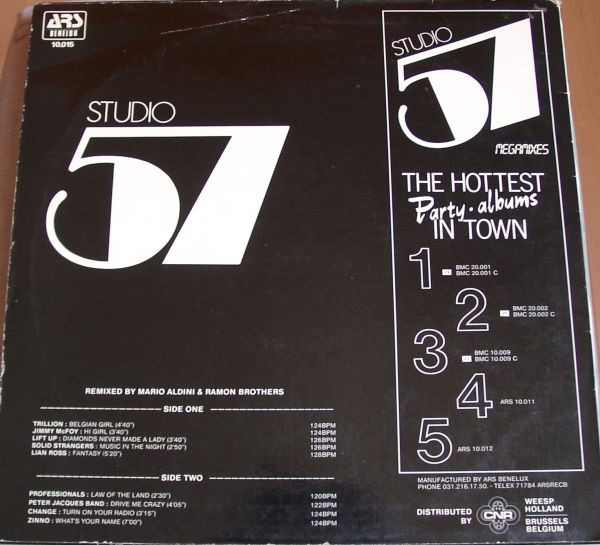 ARS
BENELUX
10.015
STUDIO
57
REMIXED BY MARIO ALDINI & RAMON BROTHERS
SIDE ONE
TRILLION : BELGIAN GIRL (4'40") 124BPM
JIMMY McFOY : HI GIRL (3'40") 124BPM
LIFT UP : DIAMONDS NEVER MADE A LADY (3'40") 126BPM
SOLID STRANGERS : MUSIC IN THE NIGHT (2'50") 126BPM
LIAN ROSS : FANTASY (5'20") 128BPM
SIDE TWO
PROFESSIONALS : LAW OF THE LAND (2'30") 120BPM
PETER JACQUES BAND : DRIVE ME CRAZY (4'05") 122BPM
CHANGE : TURN ON YOUR RADIO (3'15") 124BPM
ZINNO : WHAT'S YOUR NAME (7'00") 124BPM
STUDIO
57
MEGAMIXES
THE HOTTEST
Party · albums
IN TOWN
1
BMC 20.001
BMC 20.001 C
2
BMC 20.002
BMC 20.002 C
3
BMC 10.009
BMC 10.009 C
4
ARS 10.011
5
ARS 10.012
MANUFACTURED BY ARS BENELUX
PHONE 031.216.17.50. - TELEX 71784 ARSRECB
DISTRIBUTED BY
CNR
WEESP
HOLLAND
BRUSSELS
BELGIUM